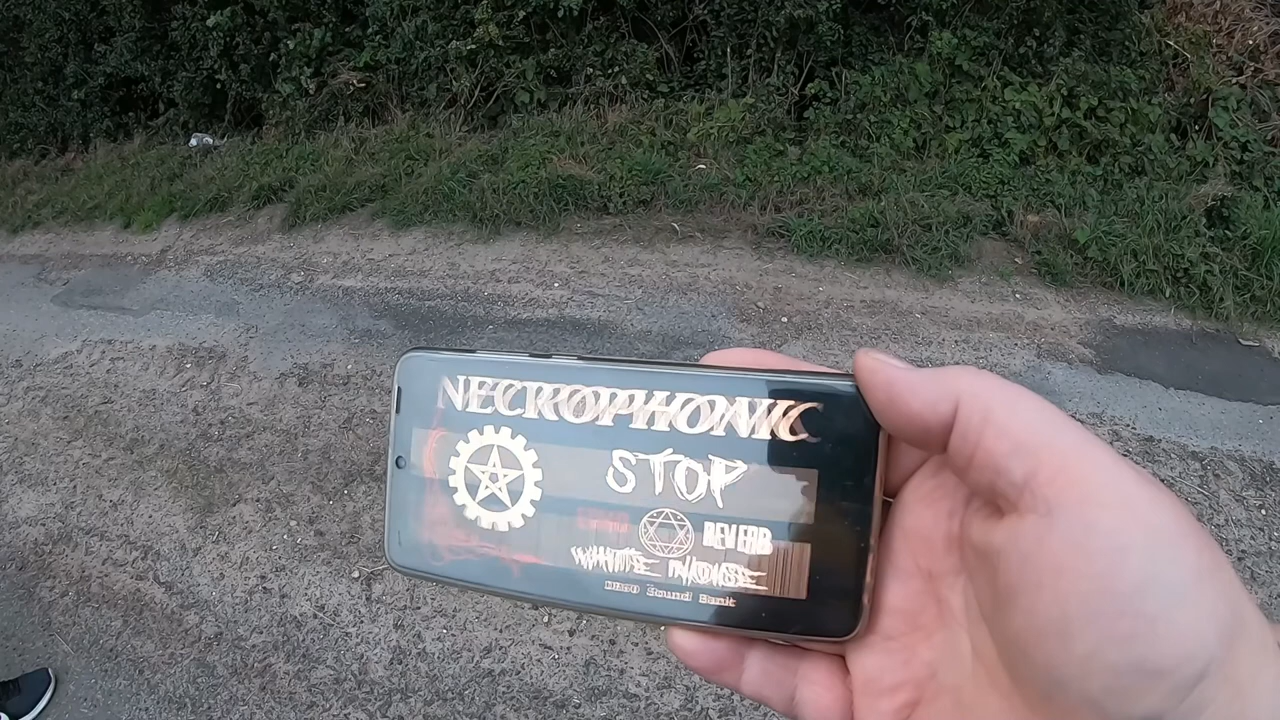 NECROPHONIC
STOP
REVERB
WHITE NOISE
Sound Bank